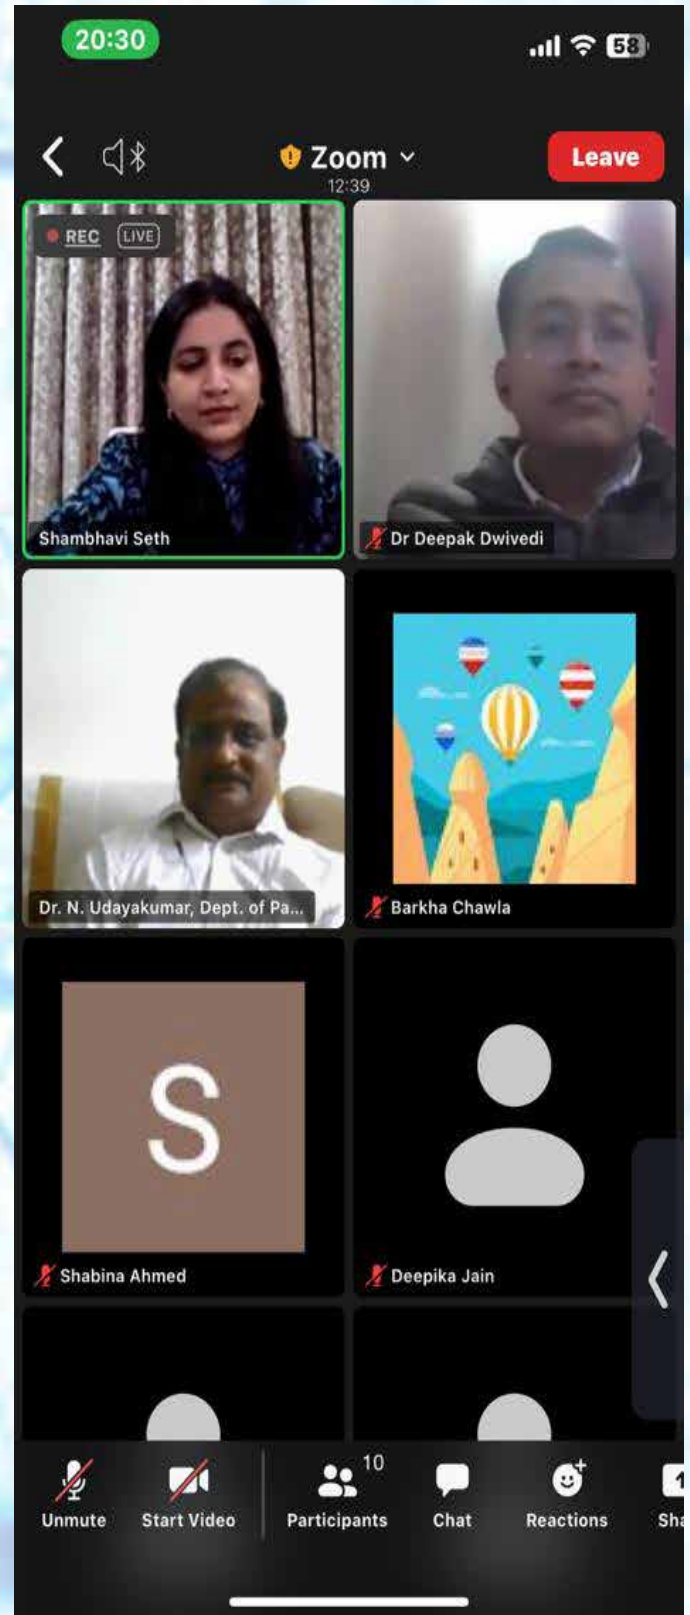 20:30
58
Zoom
Leave
12:39
REC LIVE
Shambhavi Seth
Dr Deepak Dwivedi
Dr. N. Udayakumar, Dept. of Pa...
Barkha Chawla
S
Shabina Ahmed
Deepika Jain
10
Unmute
Start Video
Participants
Chat
Reactions
Sha